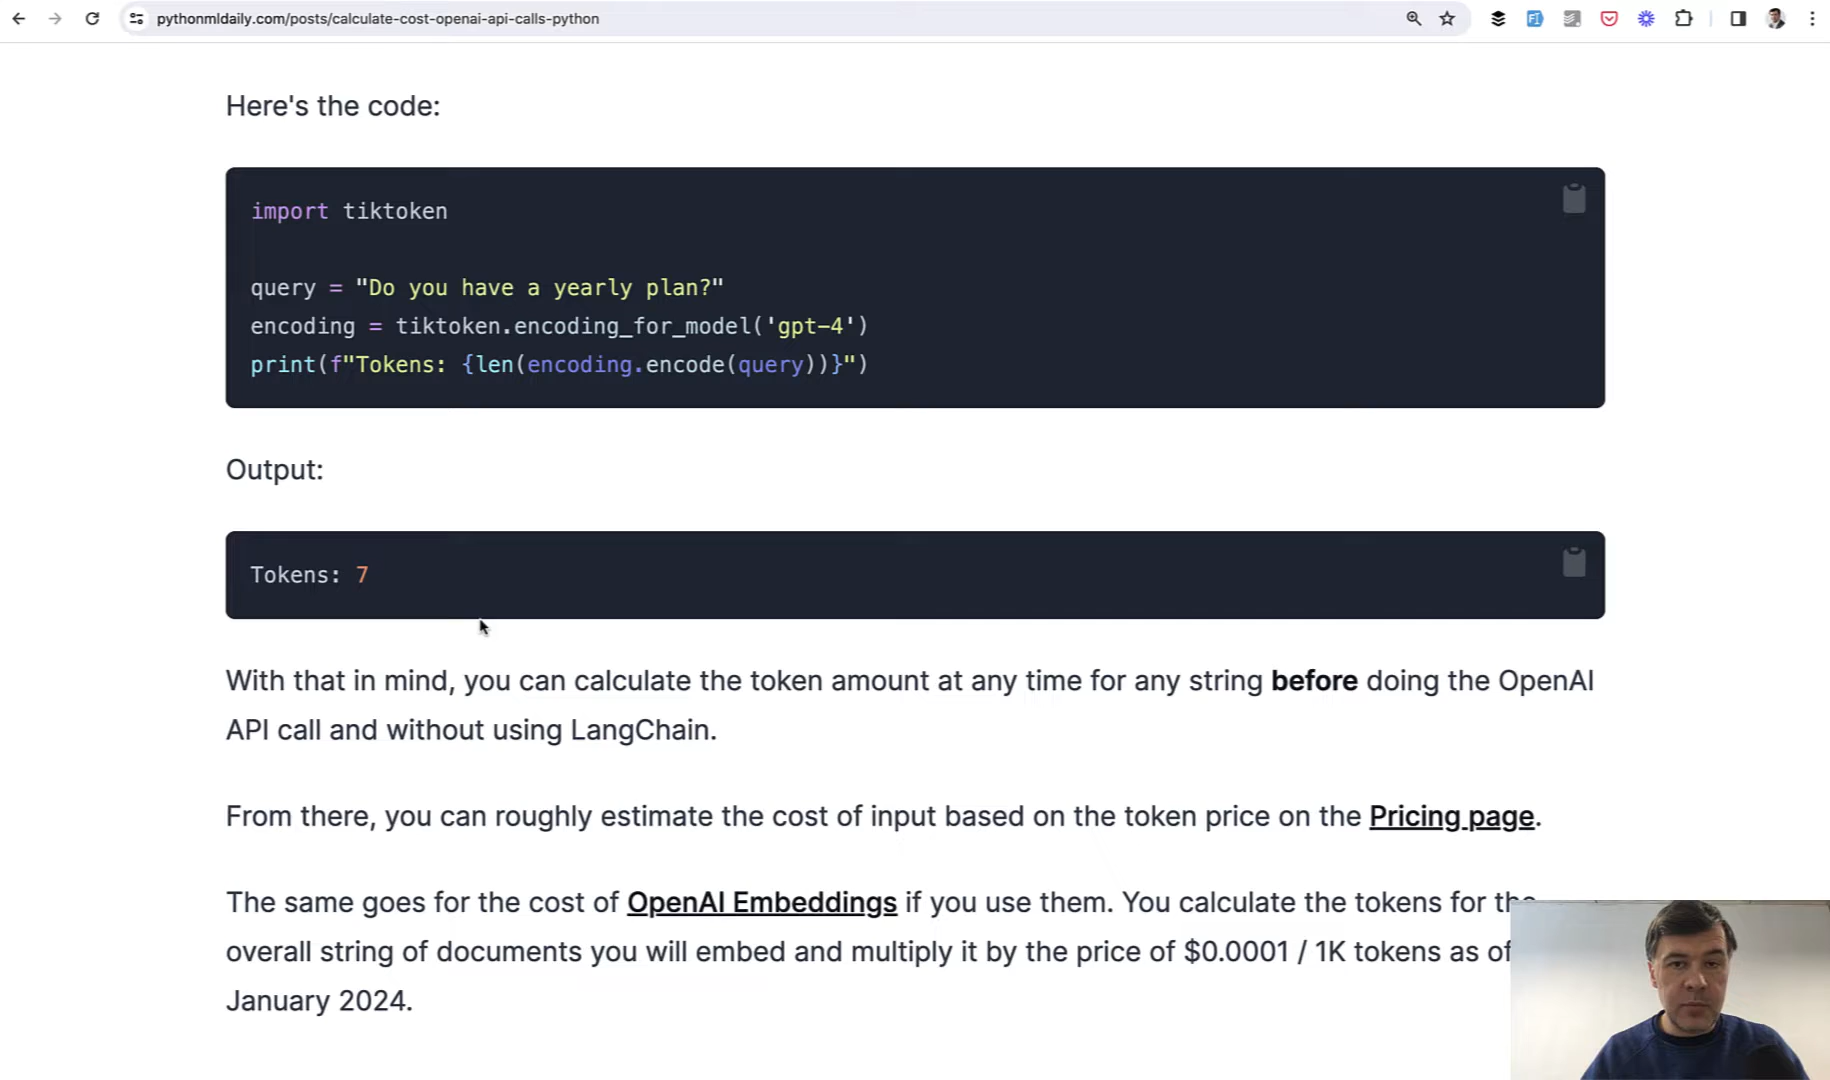 pythonmldaily.com/posts/calculate-cost-openai-api-calls-python
Here's the code:
import tiktoken
query = "Do you have a yearly plan?"
encoding = tiktoken.encoding_for_model('gpt-4')
print(f"Tokens: {len(encoding.encode(query))}")
Output:
Tokens: 7
With that in mind, you can calculate the token amount at any time for any string before doing the OpenAI
API call and without using LangChain.
From there, you can roughly estimate the cost of input based on the token price on the Pricing page.
The same goes for the cost of OpenAI Embeddings if you use them. You calculate the tokens for the
overall string of documents you will embed and multiply it by the price of $0.0001 / 1K tokens as of
January 2024.